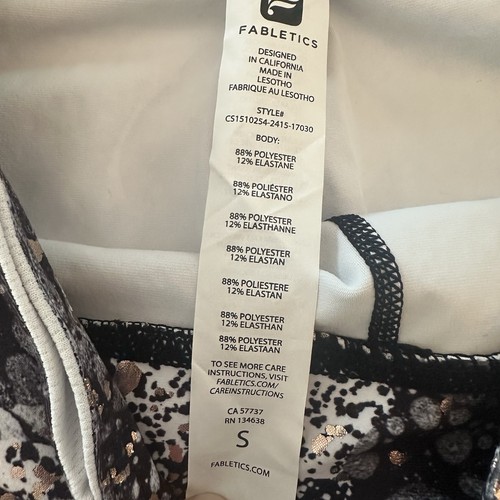 FABLETICS
DESIGNED
IN CALIFORNIA
MADE IN
LESOTHO
FABRIQUE AU LESOTHO
STYLE#
CS1510254-2415-17030
BODY:
88% POLYESTER
12% ELASTANE
88% POLIÉSTER
12% ELASTANO
88% POLYESTER
12% ELASTHANNE
88% POLYESTER
12% ELASTAN
88% POLIESTERE
12% ELASTAN
88% POLYESTER
12% ELASTHAN
88% POLYESTER
12% ELASTAAN
TO SEE MORE CARE
INSTRUCTIONS, VISIT
FABLETICS.COM/
CAREINSTRUCTIONS
CA 57737
RN 134638
S
FABLETICS.COM